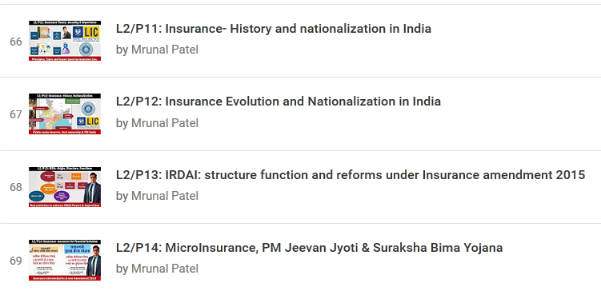 66
L2/P11: Insurance- History and nationalization in India
by Mrunal Patel
LIC
67
L2/P12: Insurance Evolution and Nationalization in India
by Mrunal Patel
LIC
68
L2/P13: IRDAI: structure function and reforms under Insurance amendment 2015
by Mrunal Patel
69
L2/P14: MicroInsurance, PM Jeevan Jyoti & Suraksha Bima Yojana
by Mrunal Patel